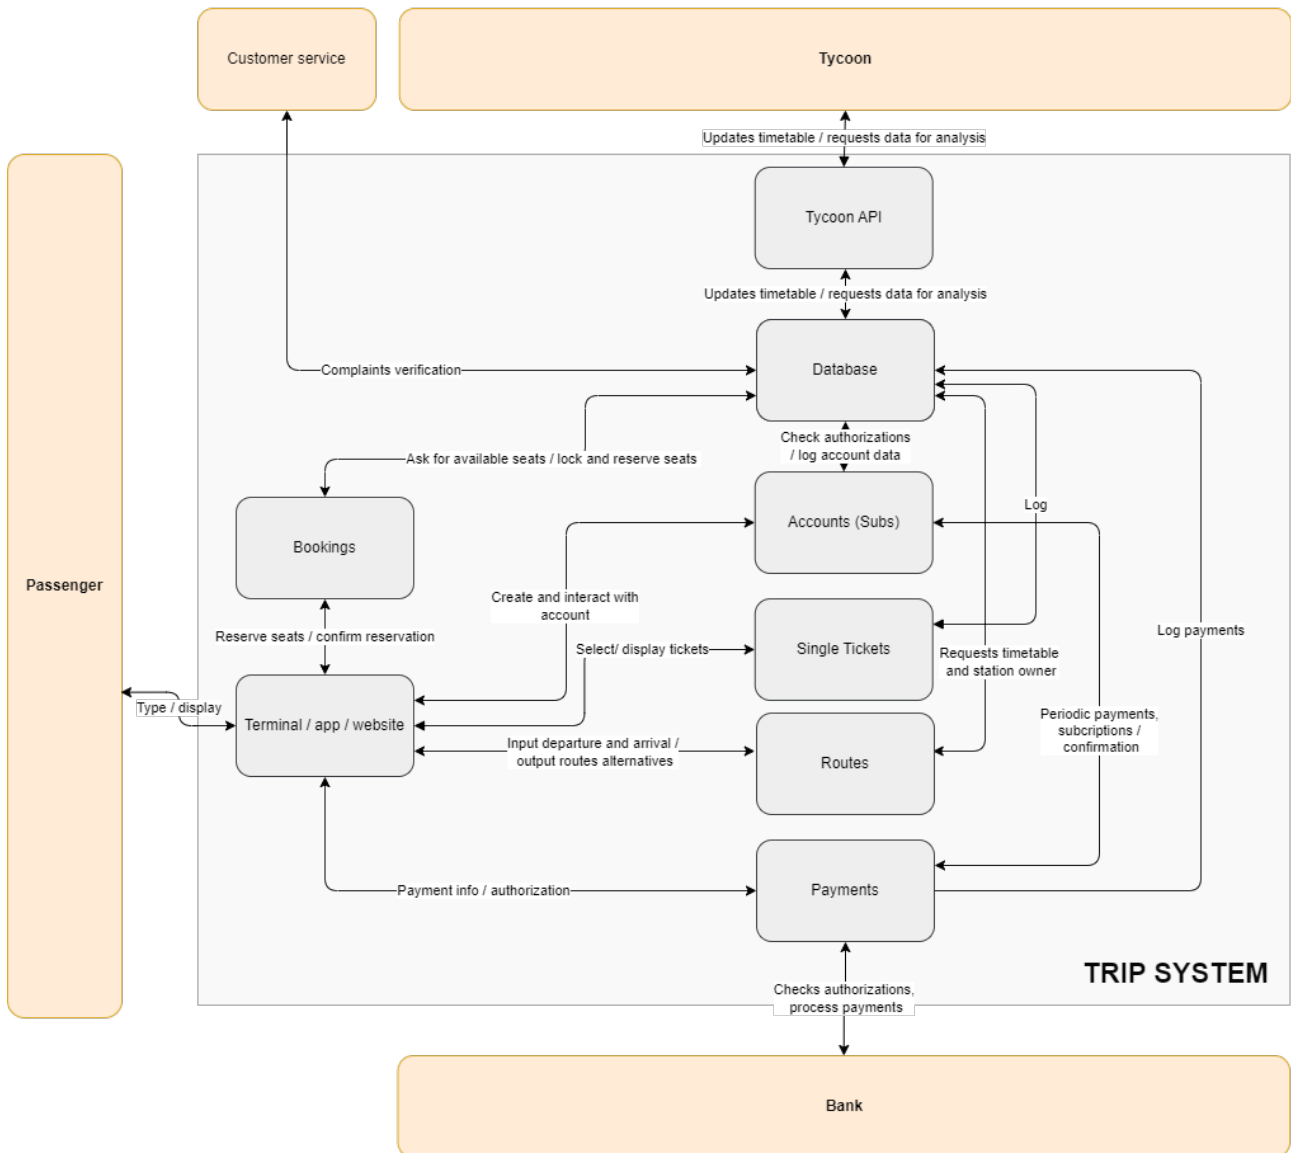 Customer service
Tycoon
Updates timetable / requests data for analysis
Tycoon API
Updates timetable / requests data for analysis
Database
Complaints verification
Check authorizations
/ log account data
Ask for available seats / lock and reserve seats
Accounts (Subs)
Log
Bookings
Passenger
Create and interact with
account
Reserve seats / confirm reservation
Select/ display tickets
Single Tickets
Log payments
Requests timetable
and station owner
Type / display
Terminal / app / website
Periodic payments,
subcriptions /
confirmation
Input departure and arrival /
output routes alternatives
Routes
Payment info / authorization
Payments
TRIP SYSTEM
Checks authorizations,
process payments
Bank